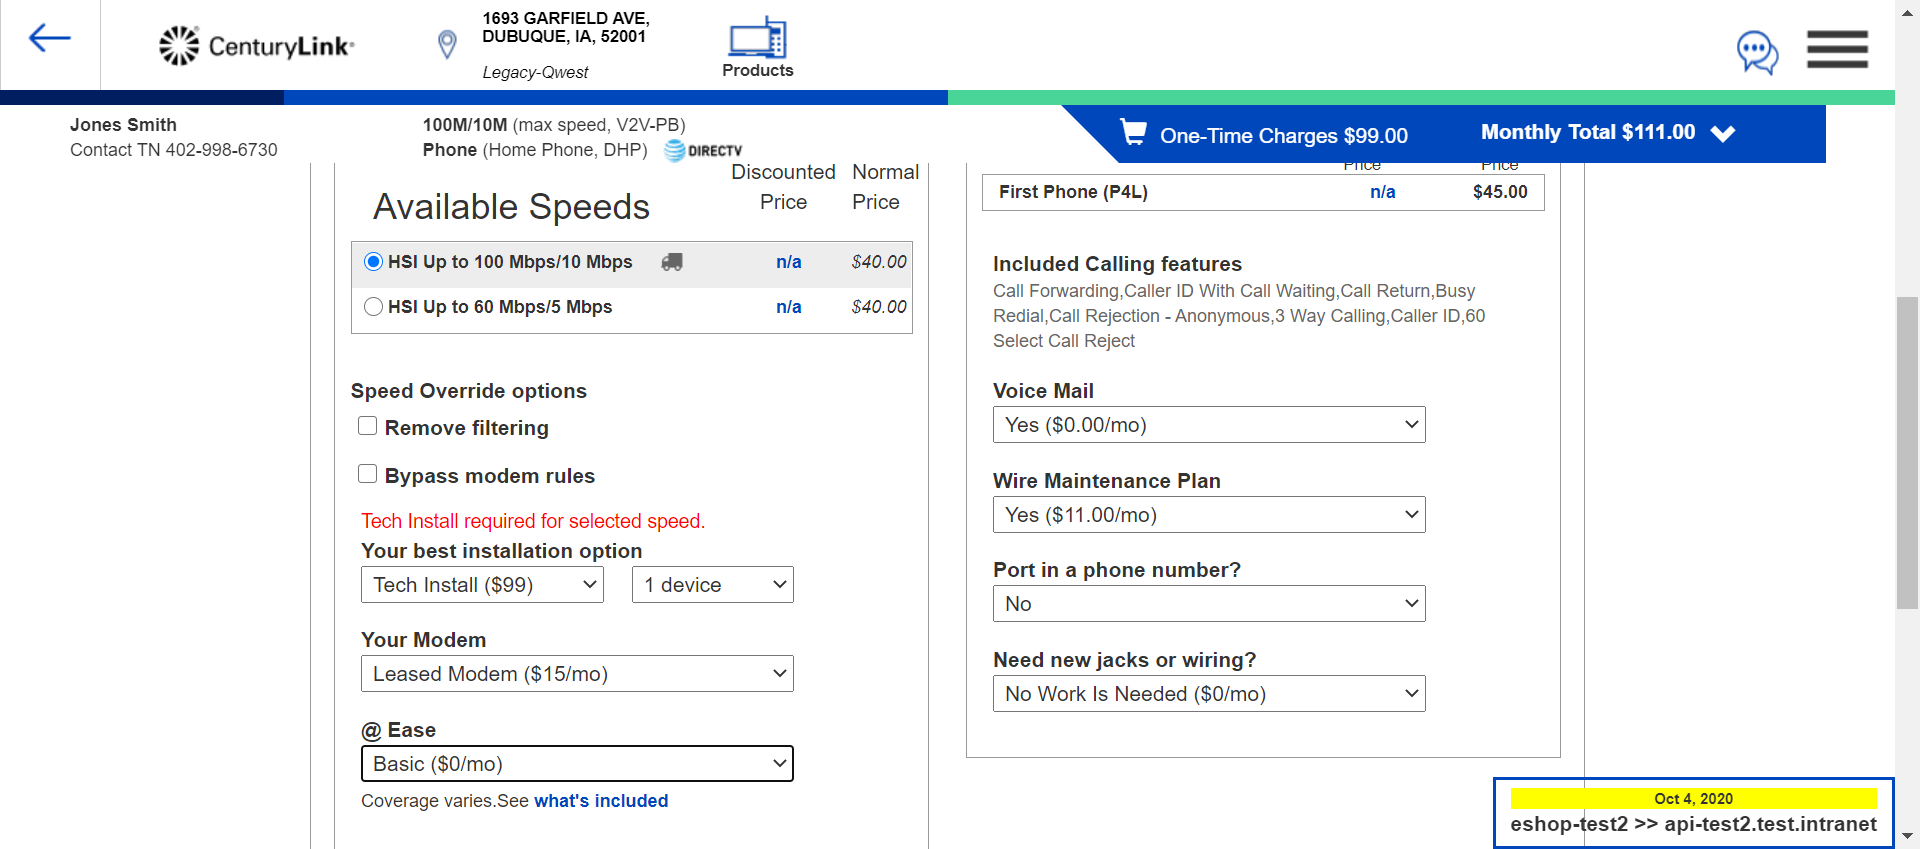 CenturyLink
1693 GARFIELD AVE,
DUBUQUE, IA, 52001
Legacy-Qwest
Products
Jones Smith
Contact TN 402-998-6730
100M/10M (max speed, V2V-PB)
Phone (Home Phone, DHP) AT&T DIRECTV
One-Time Charges $99.00
Monthly Total $111.00
Available Speeds
Discounted Price
Normal Price
HSI Up to 100 Mbps/10 Mbps n/a $40.00
HSI Up to 60 Mbps/5 Mbps n/a $40.00
Speed Override options
Remove filtering
Bypass modem rules
Tech Install required for selected speed.
Your best installation option
Tech Install ($99) 1 device
Your Modem
Leased Modem ($15/mo)
@ Ease
Basic ($0/mo)
Coverage varies.See what's included
Price Price
First Phone (P4L) n/a $45.00
Included Calling features
Call Forwarding,Caller ID With Call Waiting,Call Return,Busy
Redial,Call Rejection - Anonymous,3 Way Calling,Caller ID,60
Select Call Reject
Voice Mail
Yes ($0.00/mo)
Wire Maintenance Plan
Yes ($11.00/mo)
Port in a phone number?
No
Need new jacks or wiring?
No Work Is Needed ($0/mo)
Oct 4, 2020
eshop-test2 >> api-test2.test.intranet